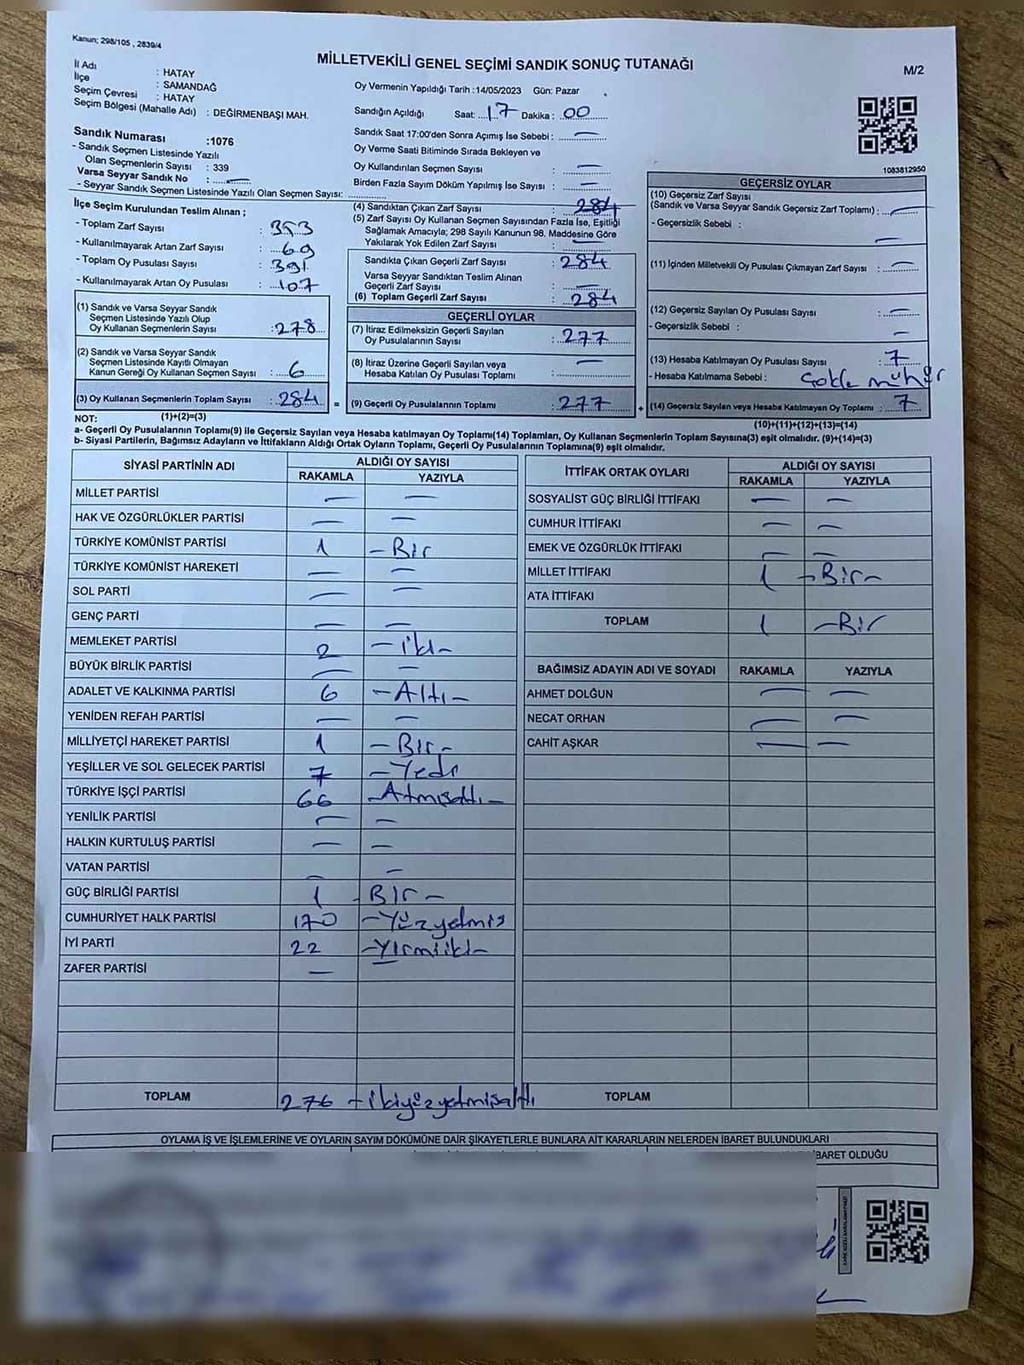 Kanun; 298/105 , 2839/4
MİLLETVEKİLİ GENEL SEÇİMİ SANDIK SONUÇ TUTANAĞI
M/2
İl Adı : HATAY
İlçe : SAMANDAĞ
Seçim Çevresi : HATAY
Seçim Bölgesi (Mahalle Adı) : DEĞİRMENBAŞI MAH.
Sandık Numarası :1076
- Sandık Seçmen Listesinde Yazılı
Olan Seçmenlerin Sayısı : 339
Varsa Seyyar Sandık No : —
- Seyyar Sandık Seçmen Listesinde Yazılı Olan Seçmen Sayısı:
İlçe Seçim Kurulundan Teslim Alınan ;
- Toplam Zarf Sayısı : 353
- Kullanılmayarak Artan Zarf Sayısı : 69
- Toplam Oy Pusulası Sayısı : 391
- Kullanılmayarak Artan Oy Pusulası : 107
(1) Sandık ve Varsa Seyyar Sandık
Seçmen Listesinde Yazılı Olup
Oy Kullanan Seçmenlerin Sayısı : 278
(2) Sandık ve Varsa Seyyar Sandık
Seçmen Listesinde Kayıtlı Olmayan
Kanun Gereği Oy Kullanan Seçmen Sayısı : 6
(3) Oy Kullanan Seçmenlerin Toplam Sayısı : 284 =
Oy Vermenin Yapıldığı Tarih :14/05/2023 Gün: Pazar
Sandığın Açıldığı Saat: 17 Dakika : 00
Sandık Saat 17:00'den Sonra Açımış İse Sebebi : —
Oy Verme Saati Bitiminde Sırada Bekleyen ve
Oy Kullandırılan Seçmen Sayısı : —
Birden Fazla Sayım Döküm Yapılmış İse Sayısı : —
(4) Sandıktan Çıkan Zarf Sayısı : 284
(5) Zarf Sayısı Oy Kullanan Seçmen Sayısından Fazla İse, Eşitliği
Sağlamak Amacıyla; 298 Sayılı Kanunun 98. Maddesine Göre
Yakılarak Yok Edilen Zarf Sayısı :
Sandıkta Çıkan Geçerli Zarf Sayısı : 284
Varsa Seyyar Sandıktan Teslim Alınan
Geçerli Zarf Sayısı : —
(6) Toplam Geçerli Zarf Sayısı : 284
GEÇERLİ OYLAR
(7) İtiraz Edilmeksizin Geçerli Sayılan
Oy Pusulalarının Sayısı : 277
(8) İtiraz Üzerine Geçerli Sayılan veya
Hesaba Katılan Oy Pusulası Toplamı : —
(9) Geçerli Oy Pusulalarının Toplamı : 277 +
1083812950
GEÇERSİZ OYLAR
(10) Geçersiz Zarf Sayısı
(Sandık ve Varsa Seyyar Sandık Geçersiz Zarf Toplamı) : —
- Geçersizlik Sebebi : —
(11) İçinden Milletvekili Oy Pusulası Çıkmayan Zarf Sayısı : —
(12) Geçersiz Sayılan Oy Pusulası Sayısı : —
- Geçersizlik Sebebi : —
(13) Hesaba Katılmayan Oy Pusulası Sayısı : 7
- Hesaba Katılmama Sebebi : Çokla mühür
(14) Geçersiz Sayılan veya Hesaba Katılmayan Oy Toplamı : 7
NOT: (1)+(2)=(3)
(10)+(11)+(12)+(13)=(14)
a- Geçerli Oy Pusulalarının Toplamı(9) ile Geçersiz Sayılan veya Hesaba katılmayan Oy Toplamı(14) Toplamları, Oy Kullanan Seçmenlerin Toplam Sayısına(3) eşit olmalıdır. (9)+(14)=(3)
b- Siyasi Partilerin, Bağımsız Adayların ve İttifakların Aldığı Ortak Oyların Toplamı, Geçerli Oy Pusulalarının Toplamına(9) eşit olmalıdır.
SİYASİ PARTİNİN ADI ALDIĞI OY SAYISI
RAKAMLA YAZIYLA
MİLLET PARTİSİ — —
HAK VE ÖZGÜRLÜKLER PARTİSİ — —
TÜRKİYE KOMÜNİST PARTİSİ 1 – Bir
TÜRKİYE KOMÜNİST HAREKETİ — —
SOL PARTİ — —
GENÇ PARTİ — —
MEMLEKET PARTİSİ 2 – iki –
BÜYÜK BİRLİK PARTİSİ — —
ADALET VE KALKINMA PARTİSİ 6 – Altı –
YENİDEN REFAH PARTİSİ — —
MİLLİYETÇİ HAREKET PARTİSİ 1 – Bir –
YEŞİLLER VE SOL GELECEK PARTİSİ 7 – Yedi
TÜRKİYE İŞÇİ PARTİSİ 66 – Atmışaltı –
YENİLİK PARTİSİ — —
HALKIN KURTULUŞ PARTİSİ — —
VATAN PARTİSİ — —
GÜÇ BİRLİĞİ PARTİSİ 1 – Bir –
CUMHURİYET HALK PARTİSİ 170 – Yüzyetmiş
İYİ PARTİ 22 – Yirmiiki –
ZAFER PARTİSİ — —
TOPLAM 276 – ikiyüzyetmişaltı
İTTİFAK ORTAK OYLARI ALDIĞI OY SAYISI
RAKAMLA YAZIYLA
SOSYALIST GÜÇ BİRLİĞİ İTTİFAKI — —
CUMHUR İTTİFAKI — —
EMEK VE ÖZGÜRLÜK İTTİFAKI — —
MİLLET İTTİFAKI 1 – Bir –
ATA İTTİFAKI
TOPLAM 1 – Bir
BAĞIMSIZ ADAYIN ADI VE SOYADI RAKAMLA YAZIYLA
AHMET DOLĞUN — —
NECAT ORHAN — —
CAHİT AŞKAR — —
TOPLAM
OYLAMA İŞ VE İŞLEMLERİNE VE OYLARIN SAYIM DÖKÜMÜNE DAİR ŞİKAYETLERLE BUNLARA AİT KARARLARIN NELERDEN İBARET BULUNDUKLARI
İBARET OLDUĞU